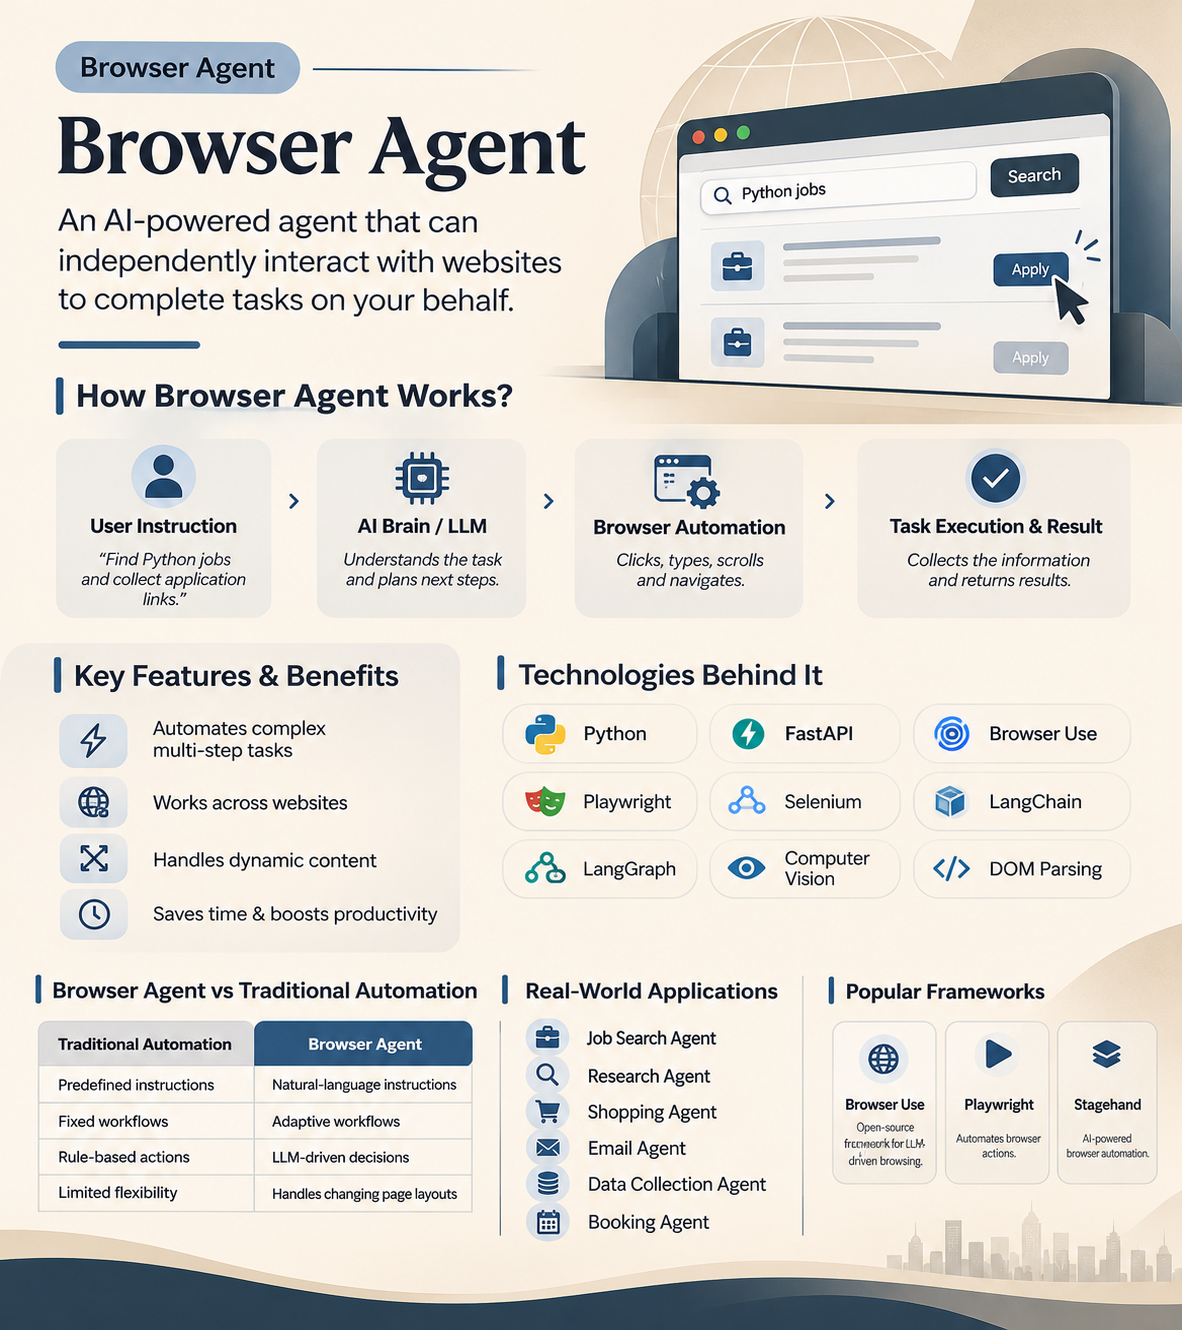 Browser Agent
Browser Agent
An AI-powered agent that can
independently interact with websites
to complete tasks on your behalf.
Python jobs
Search
Apply
Apply
How Browser Agent Works?
User Instruction
“Find Python jobs
and collect application
links.”
AI Brain / LLM
Understands the task
and plans next steps.
Browser Automation
Clicks, types, scrolls
and navigates.
Task Execution & Result
Collects the information
and returns results.
Key Features & Benefits
Automates complex
multi-step tasks
Works across websites
Handles dynamic content
Saves time & boosts productivity
Technologies Behind It
Python
FastAPI
Browser Use
Playwright
Selenium
LangChain
LangGraph
Computer
Vision
DOM Parsing
Browser Agent vs Traditional Automation
Traditional Automation
Browser Agent
Predefined instructions
Natural-language instructions
Fixed workflows
Adaptive workflows
Rule-based actions
LLM-driven decisions
Limited flexibility
Handles changing page layouts
Real-World Applications
Job Search Agent
Research Agent
Shopping Agent
Email Agent
Data Collection Agent
Booking Agent
Popular Frameworks
Browser Use
Open-source
for LLM-
driven browsing.
Playwright
Automates browser
actions.
Stagehand
AI-powered
browser automation.